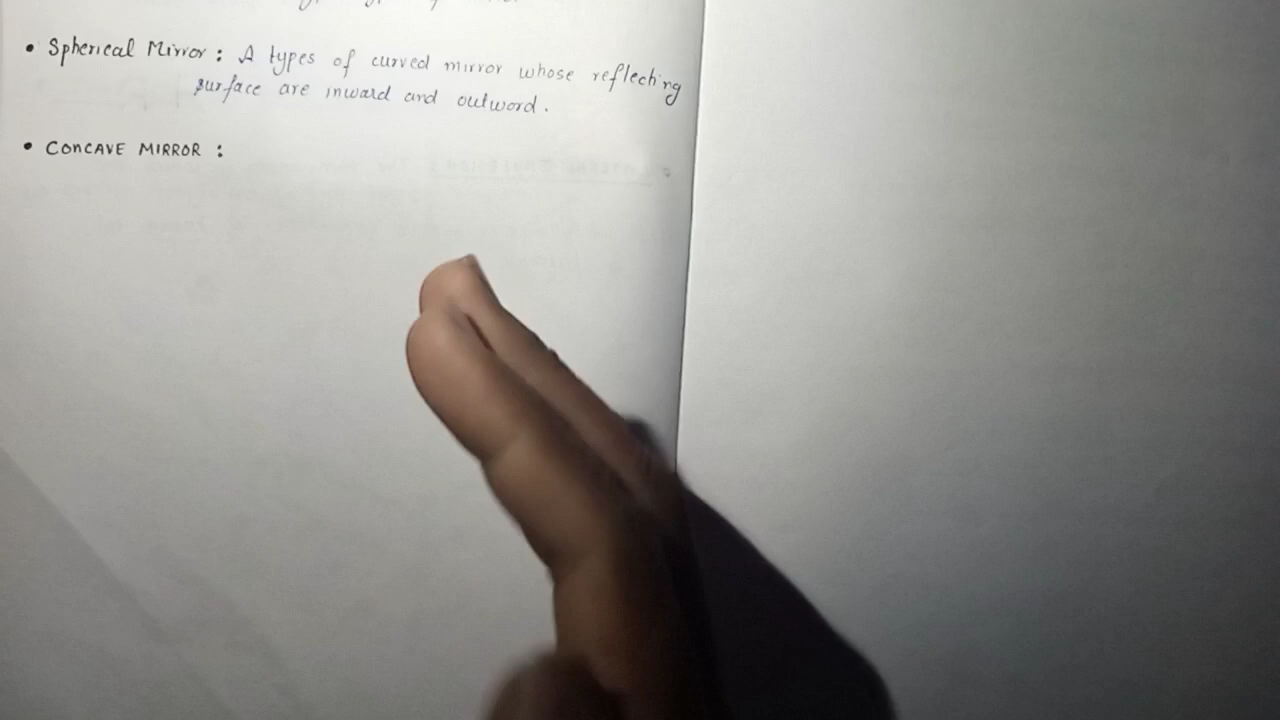 • Spherical Mirror : A types of curved mirror whose reflecting
surface are inward and outword.
• CONCAVE MIRROR :